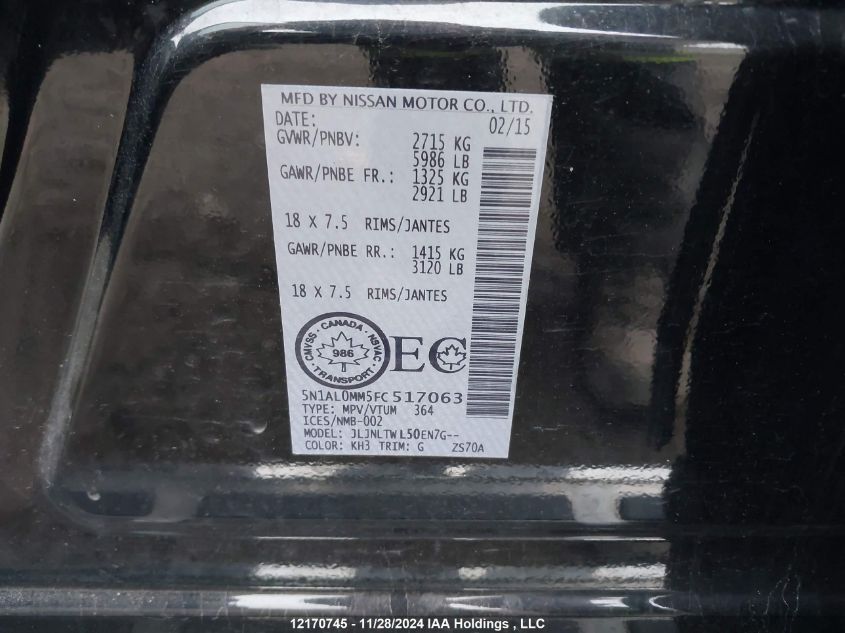 MFD BY NISSAN MOTOR CO., LTD.
DATE: 02/15
GVWR/PNBV: 2715 KG
5986 LB
GAWR/PNBE FR.: 1325 KG
2921 LB
18 X 7.5 RIMS/JANTES
GAWR/PNBE RR.: 1415 KG
3120 LB
18 X 7.5 RIMS/JANTES
CANADA
CMVSS NSVAC
986
TRANSPORT
EC
5N1AL0MM5FC517063
TYPE: MPV/VTUM 364
ICES/NMB-002
MODEL: JLJNLTWL50EN7G--
COLOR: KH3 TRIM: G ZS70A
12170745 - 11/28/2024 IAA Holdings , LLC